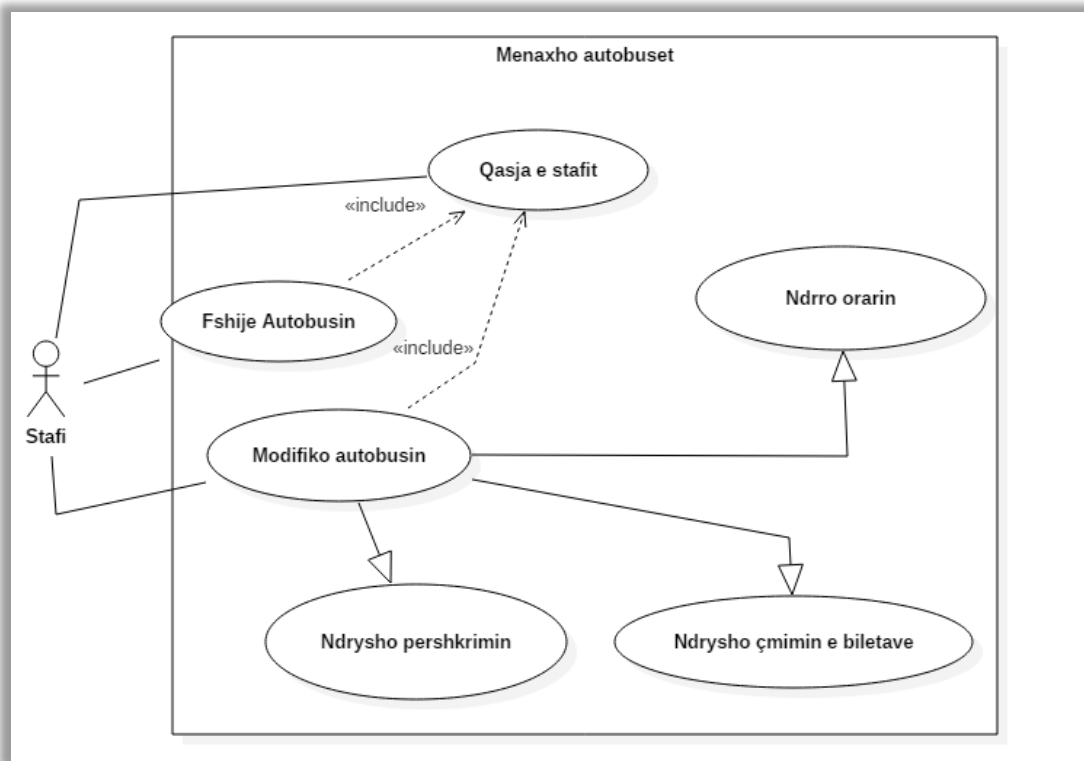 Menaxho autobuset
Qasja e stafit
«include»
Ndrro orarin
Fshije Autobusin
«include»
Stafi
Modifiko autobusin
Ndrysho pershkrimin
Ndrysho çmimin e biletave